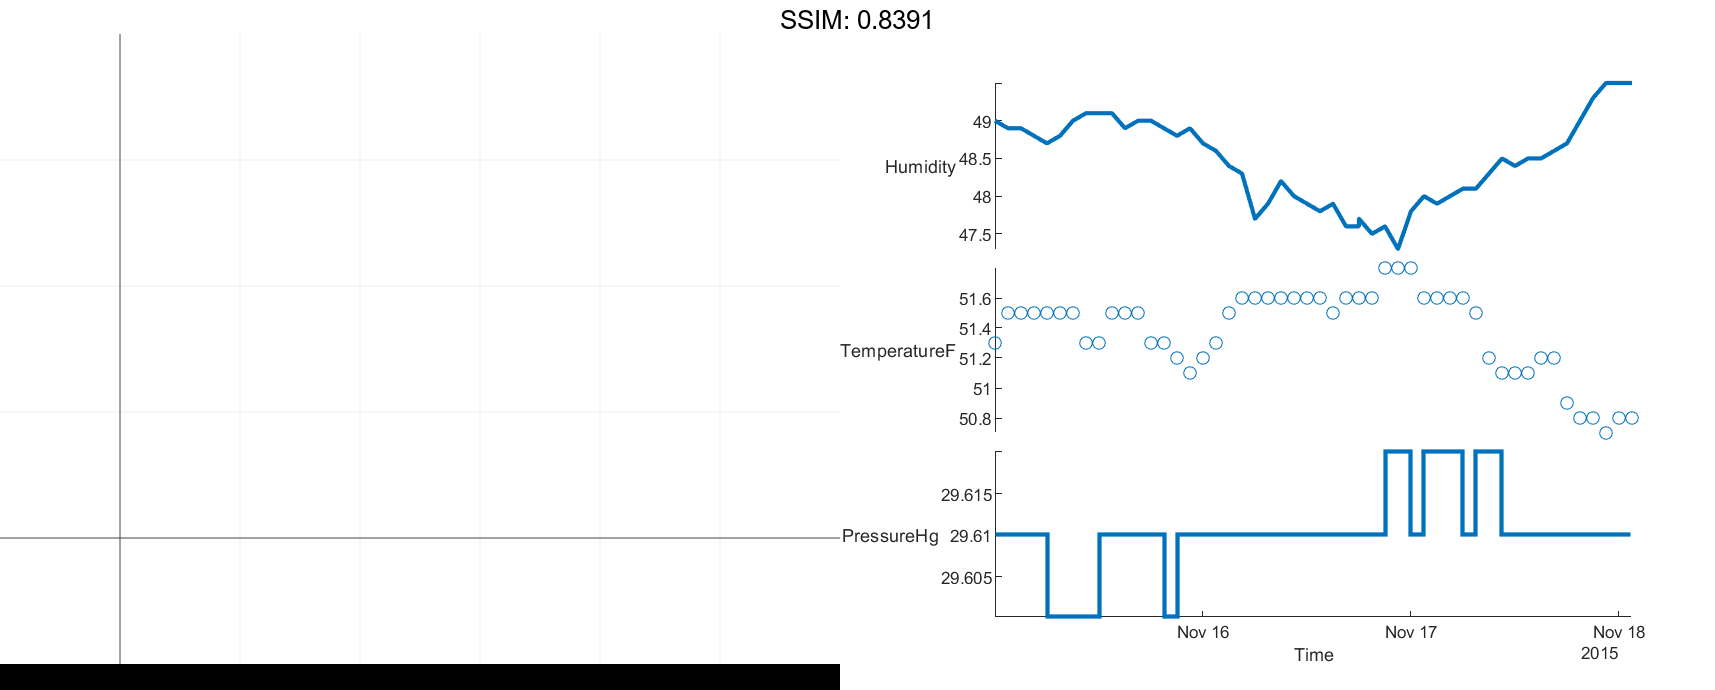 SSIM: 0.8391
49
Humidity 48.5
48
47.5
51.6
51.4
TemperatureF
51.2
51
50.8
29.615
PressureHg 29.61
29.605
Nov 16 Nov 17 Nov 18
Time 2015